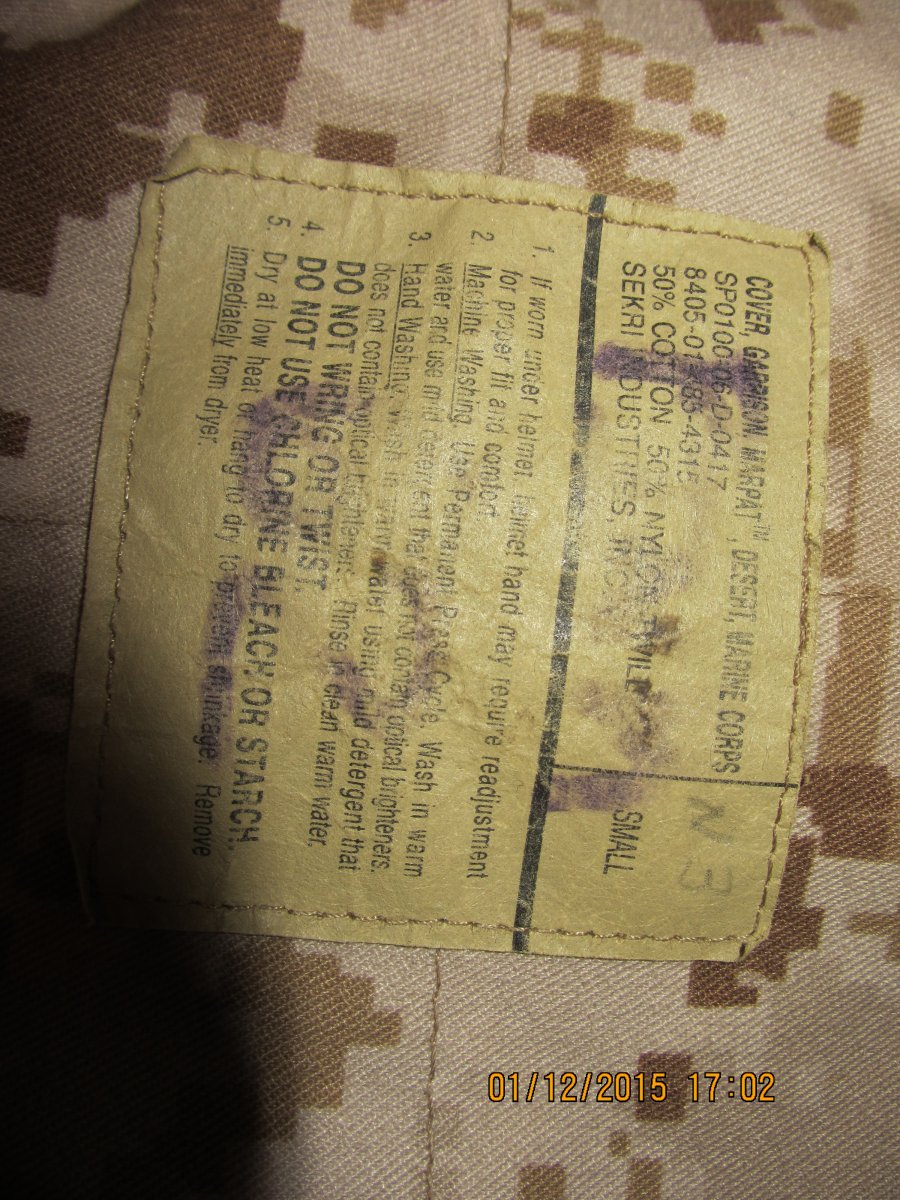 COVER, GARRISON, MARPAT™, DESERT, MARINE CORPS
SP0100-06-D-0417
8405-01-485-4315
50% COTTON 50% NYLON TWILL
SEKRI INDUSTRIES, INC.
N 3
SMALL
1. If worn under helmet, helmet band may require readjustment
for proper fit and comfort.
2. Machine Washing. Use Permanent Press Cycle. Wash in warm
water and use mild detergent that does not contain optical brighteners.
3. Hand Washing, wash in warm water using mild detergent that
does not contain optical brighteners. Rinse in clean warm water.
DO NOT WRING OR TWIST.
4. DO NOT USE CHLORINE BLEACH OR STARCH.
5. Dry at low heat or hang to dry to prevent shrinkage. Remove
immediately from dryer.
01/12/2015 17:02